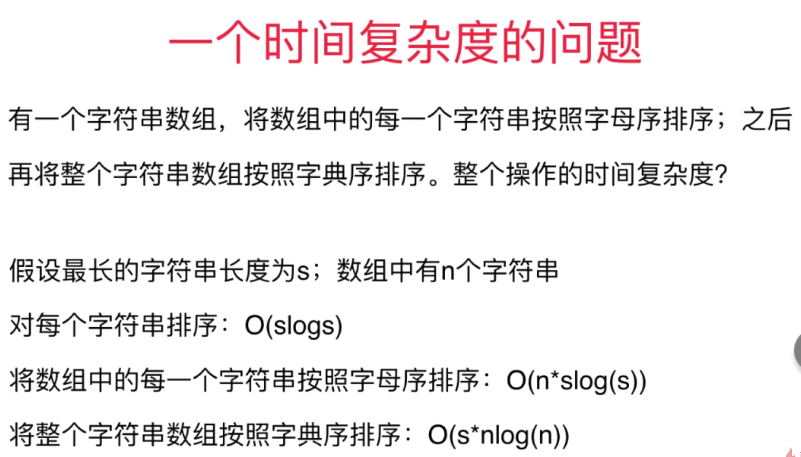 一个时间复杂度的问题
有一个字符串数组，将数组中的每一个字符串按照字母序排序；之后
再将整个字符串数组按照字典序排序。整个操作的时间复杂度？
假设最长的字符串长度为s；数组中有n个字符串
对每个字符串排序：O(slogs)
将数组中的每一个字符串按照字母序排序：O(n*slog(s))
将整个字符串数组按照字典序排序：O(s*nlog(n))